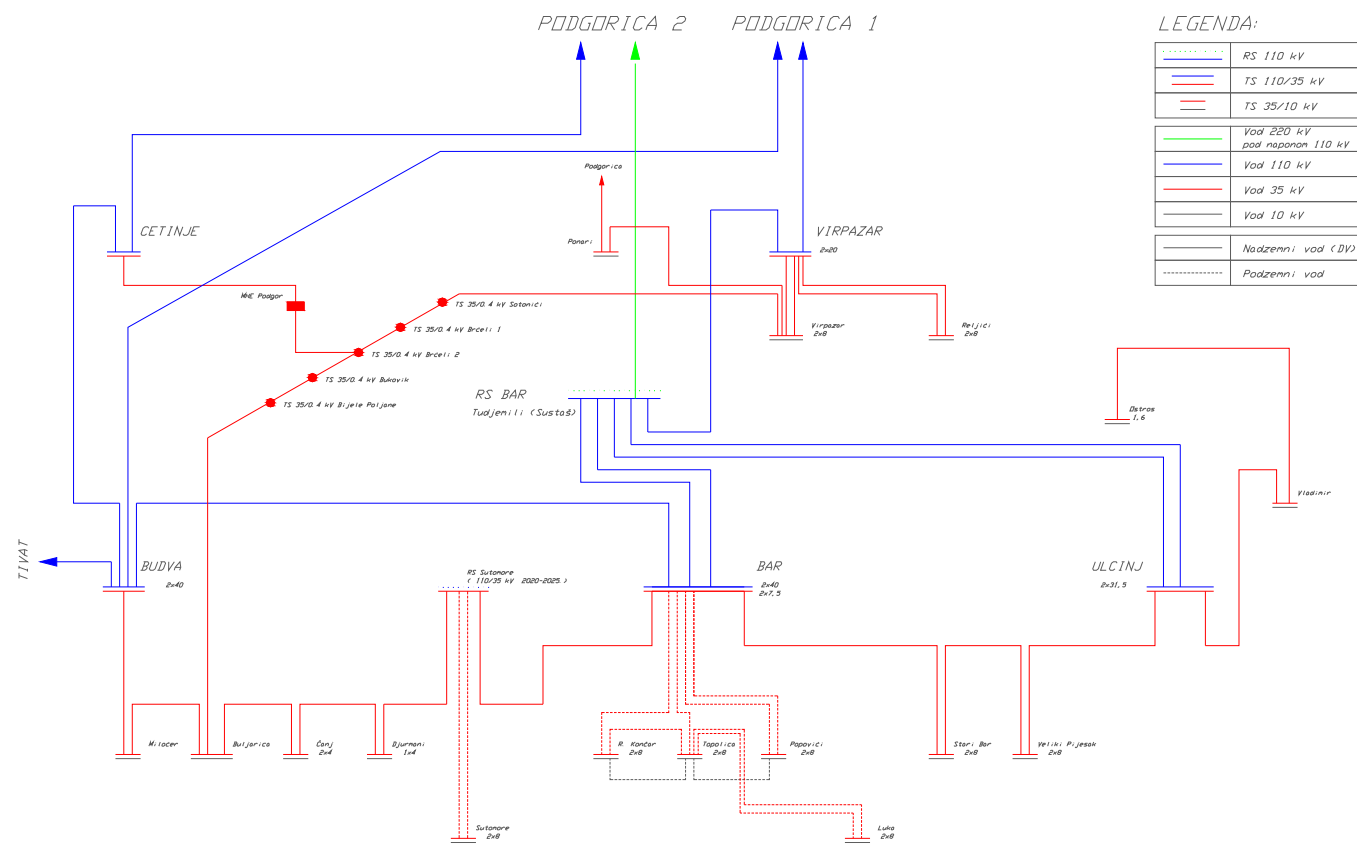 PODGORICA 2
PODGORICA 1
LEGENDA:
RS 110 kV
TS 110/35 kV
TS 35/10 kV
Vod 220 kV
pod naponom 110 kV
Vod 110 kV
Vod 35 kV
Vod 10 kV
Nadzemni vod (DV)
Podzemni vod
Podgorica
CETINJE
Ponari
VIRPAZAR
2x20
MHE Podgor
TS 35/0.4 kV Sotonići
TS 35/0.4 kV Brčeli 1
TS 35/0.4 kV Brčeli 2
TS 35/0.4 kV Bukovik
TS 35/0.4 kV Bijele Poljane
Virpazar
2x8
Reljići
2x8
RS BAR
Tudjemili (Sustaš)
Ostros
1.6
Vladimir
TIVAT
BUDVA
2x40
RS Sutomore
( 110/35 kV 2020-2025.)
BAR
2x40
2x7,5
ULCINJ
2x31,5
Miločer
Buljarica
Čanj
2x4
Djurmani
1x4
R. Končar
2x8
Topolica
2x8
Popovići
2x8
Stari Bar
2x8
Veliki Pijesak
2x8
Sutomore
2x8
Luka
2x8